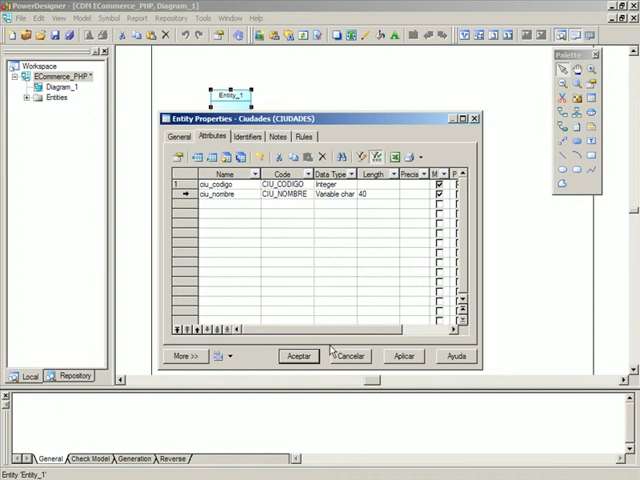 PowerDesigner - [CDM ECommerce_PHP, Diagram_1]
File Edit View Model Symbol Report Repository Tools Window Ayuda
Workspace
ECommerce_PHP *
Diagram_1
Entities
Local Repository
Entity_1
Palette
Entity Properties - Ciudades (CIUDADES)
General Attributes Identifiers Notes Rules
Name Code Data Type Length Precis M P
1 ciu_codigo CIU_CODIGO Integer
ciu_nombre CIU_NOMBRE Variable char 40
More >> Aceptar Cancelar Aplicar Ayuda
General Check Model Generation Reverse
Entity 'Entity_1'